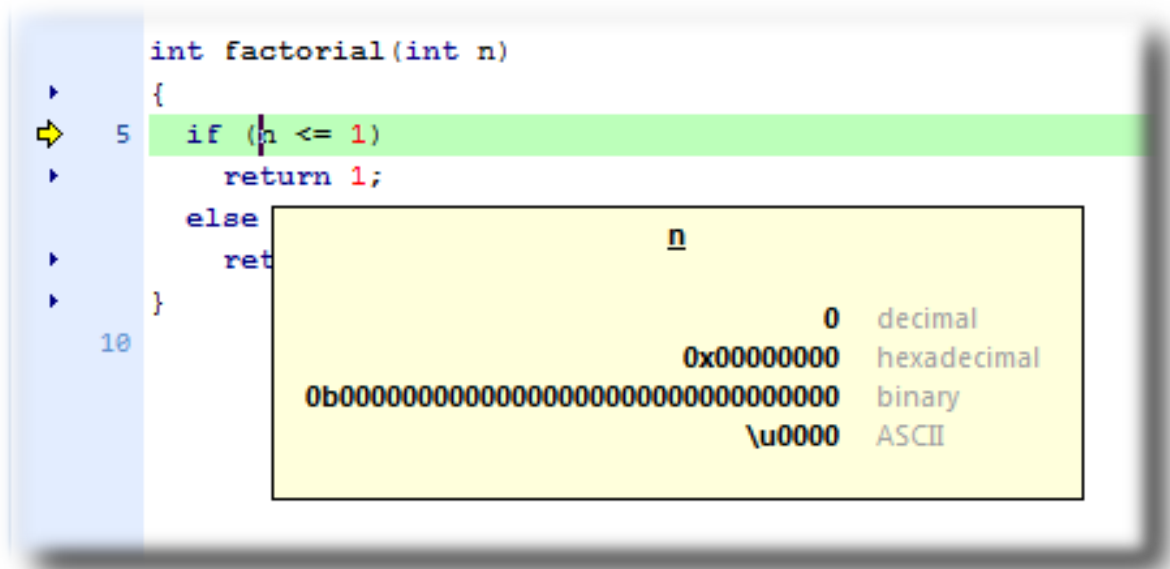 int factorial(int n)
{
5 if (n <= 1)
return 1;
else
ret
}
10
n
0 decimal
0x00000000 hexadecimal
0b00000000000000000000000000000000 binary
\u0000 ASCII